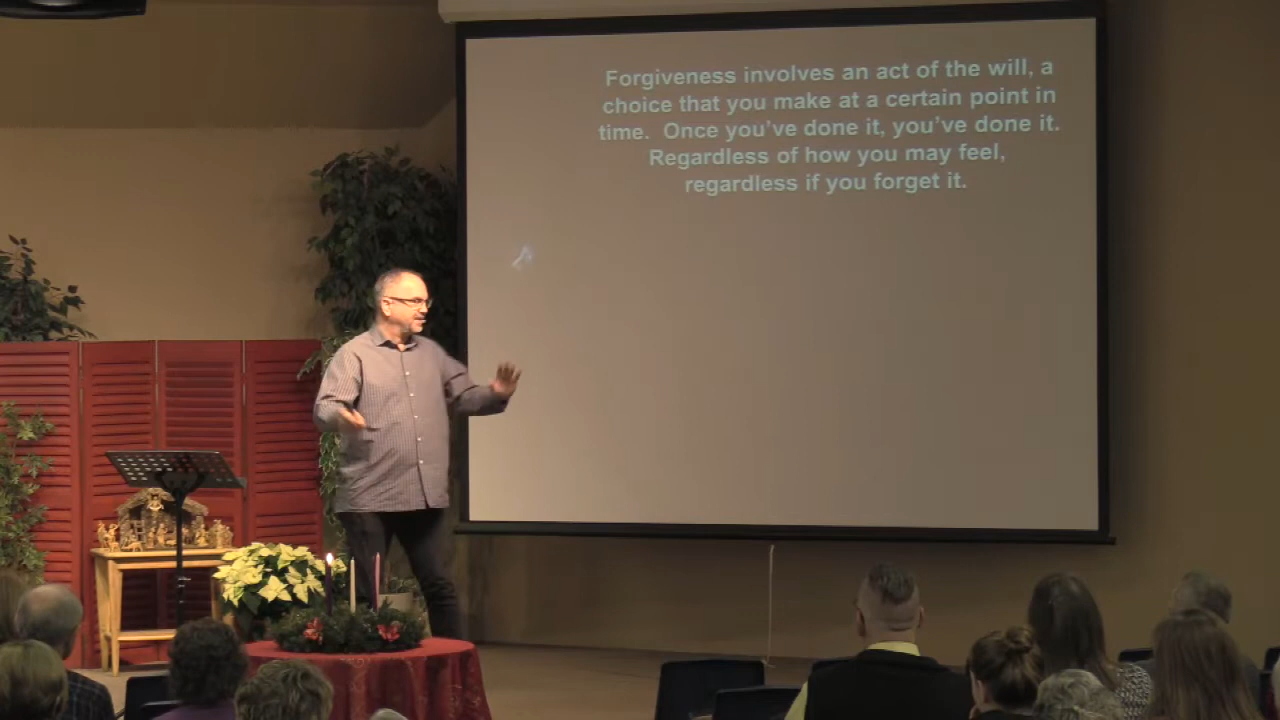 Forgiveness involves an act of the will, a
choice that you make at a certain point in
time.  Once you've done it, you've done it.
Regardless of how you may feel,
regardless if you forget it.